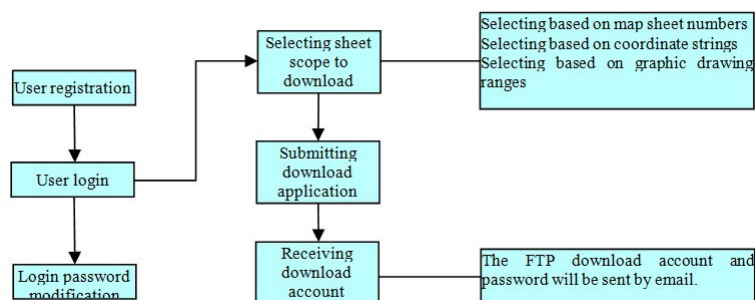 User registration
User login
Login password
modification
Selecting sheet
scope to
download
Submitting
download
application
Receiving
download
account
Selecting based on map sheet numbers
Selecting based on coordinate strings
Selecting based on graphic drawing
ranges
The FTP download account and
password will be sent by email.